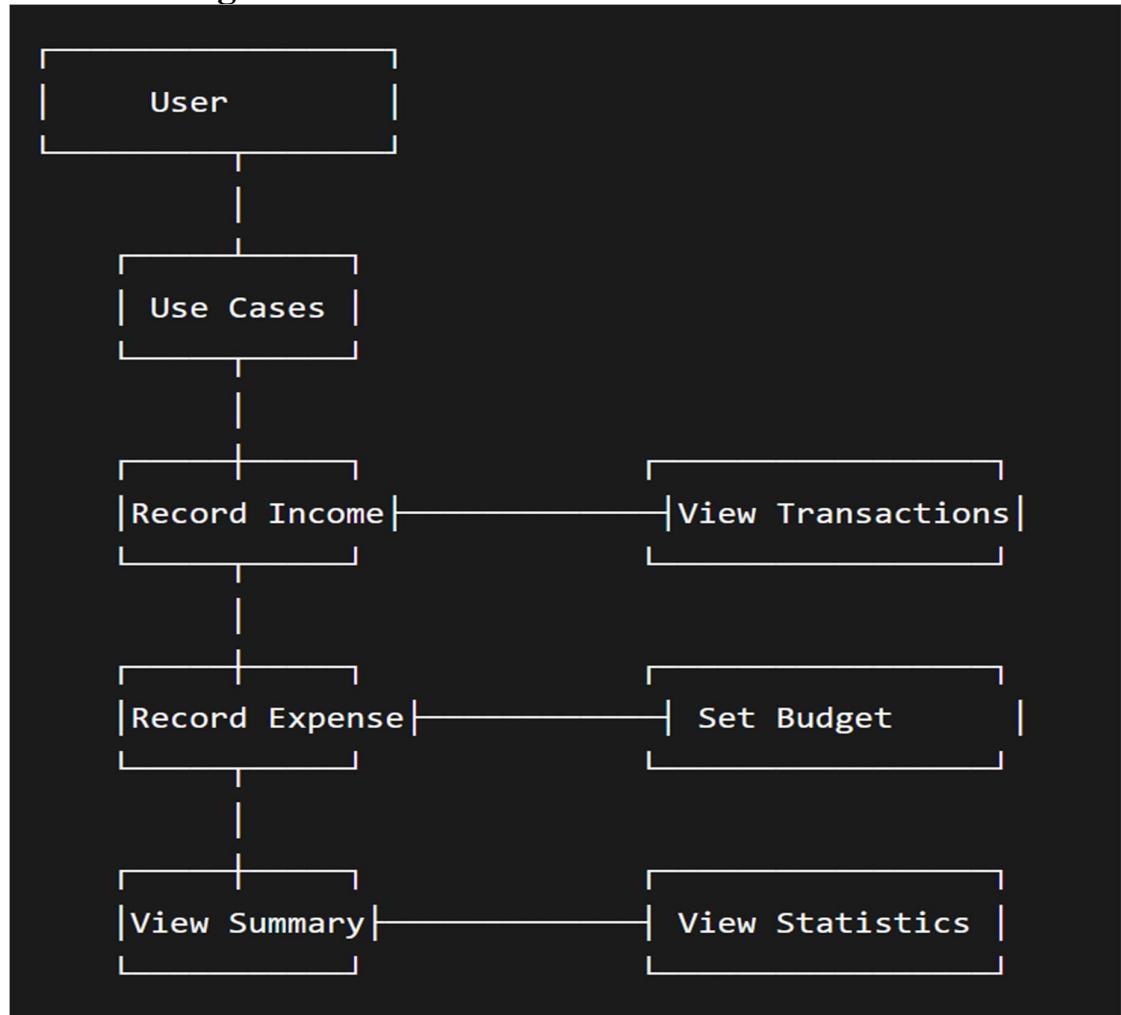 User
Use Cases
Record Income View Transactions
Record Expense Set Budget
View Summary View Statistics